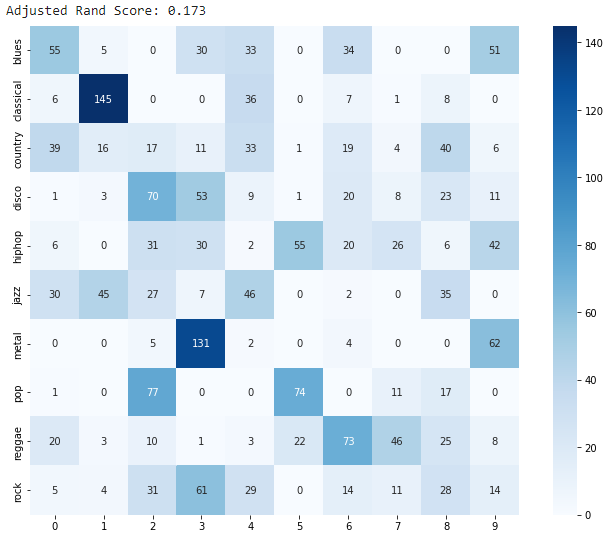 Adjusted Rand Score: 0.173
blues 55 5 0 30 33 0 34 0 0 51
classical 6 145 0 0 36 0 7 1 8 0
country 39 16 17 11 33 1 19 4 40 6
disco 1 3 70 53 9 1 20 8 23 11
hiphop 6 0 31 30 2 55 20 26 6 42
jazz 30 45 27 7 46 0 2 0 35 0
metal 0 0 5 131 2 0 4 0 0 62
pop 1 0 77 0 0 74 0 11 17 0
reggae 20 3 10 1 3 22 73 46 25 8
rock 5 4 31 61 29 0 14 11 28 14
0 1 2 3 4 5 6 7 8 9
140
120
100
80
60
40
20
0